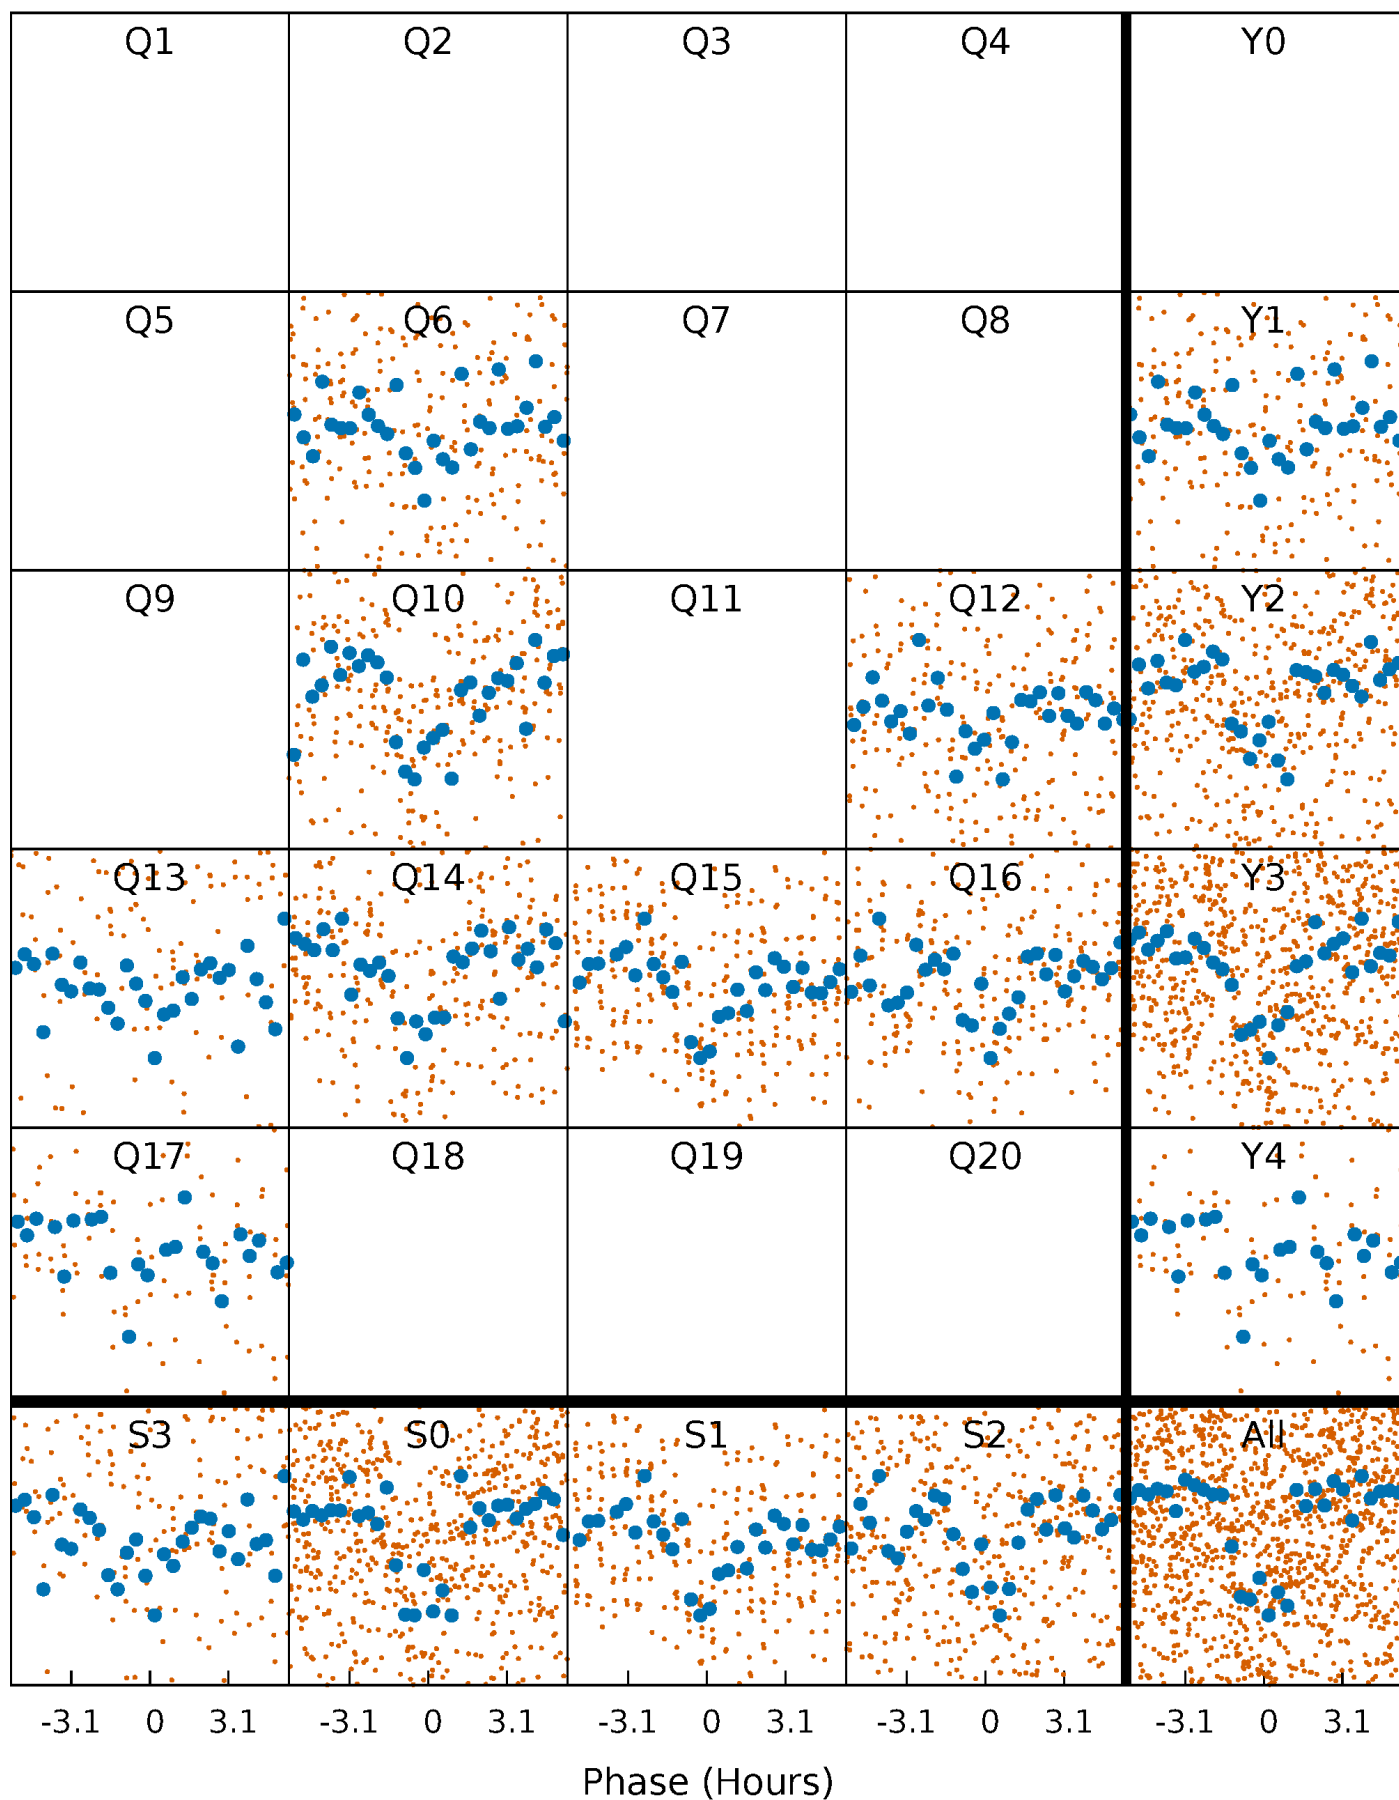 Q1 Q2 Q3 Q4 Y0
Q5 Q6 Q7 Q8 Y1
Q9 Q10 Q11 Q12 Y2
Q13 Q14 Q15 Q16 Y3
Q17 Q18 Q19 Q20 Y4
S3 S0 S1 S2 All
-3.1 0 3.1 -3.1 0 3.1 -3.1 0 3.1 -3.1 0 3.1 -3.1 0 3.1
Phase (Hours)